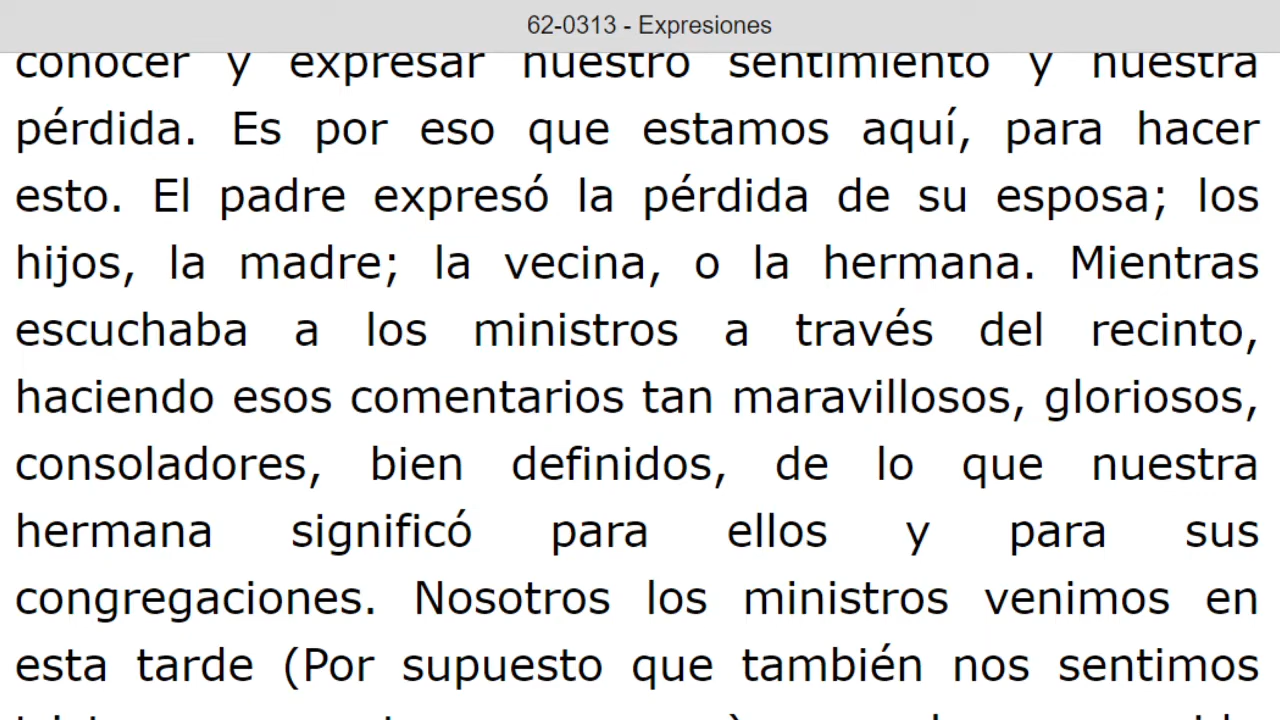 62-0313 - Expresiones
conocer y expresar nuestro sentimiento y nuestra
pérdida. Es por eso que estamos aquí, para hacer
esto. El padre expresó la pérdida de su esposa; los
hijos, la madre; la vecina, o la hermana. Mientras
escuchaba a los ministros a través del recinto,
haciendo esos comentarios tan maravillosos, gloriosos,
consoladores, bien definidos, de lo que nuestra
hermana significó para ellos y para sus
congregaciones. Nosotros los ministros venimos en
esta tarde (Por supuesto que también nos sentimos